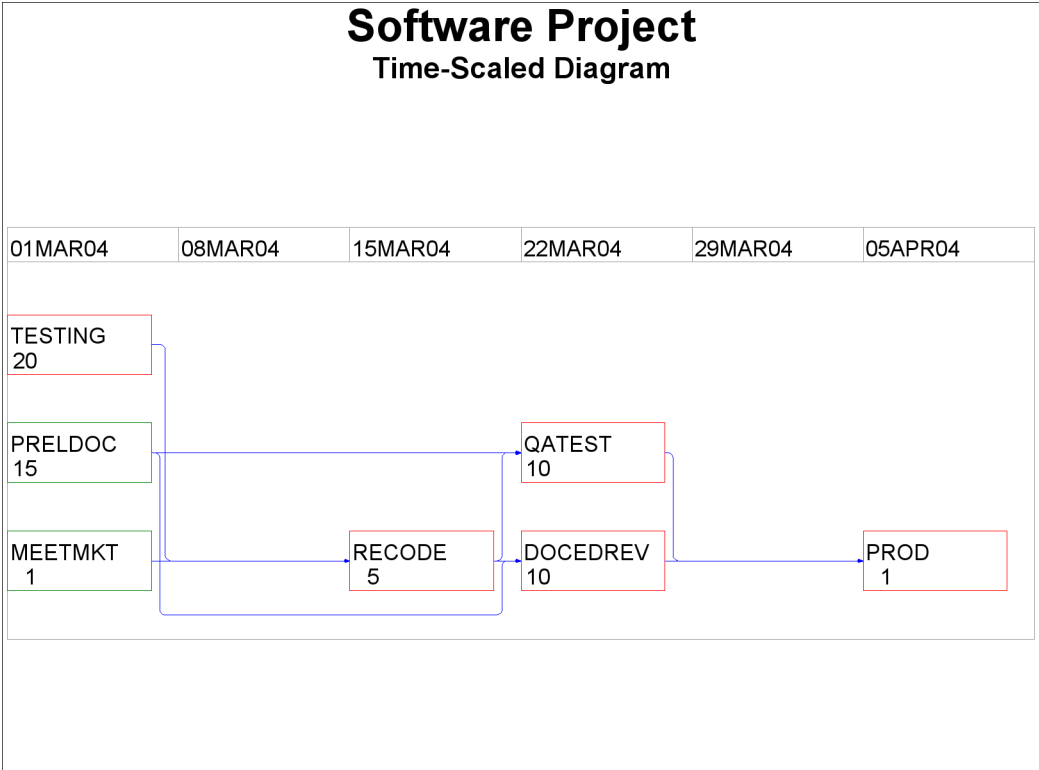 Software Project
Time-Scaled Diagram
01MAR04 08MAR04 15MAR04 22MAR04 29MAR04 05APR04
TESTING
20
PRELDOC
15
QATEST
10
MEETMKT
1
RECODE
5
DOCEDREV
10
PROD
1